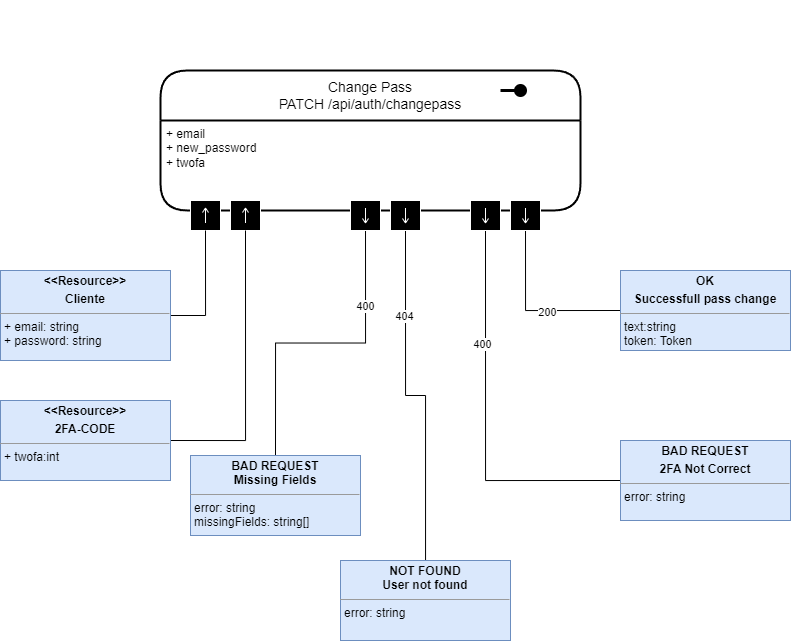 Change Pass
PATCH /api/auth/changepass
+ email
+ new_password
+ twofa
<<Resource>>
Cliente
+ email: string
+ password: string
400
404
200
400
OK
Successfull pass change
text:string
token: Token
<<Resource>>
2FA-CODE
+ twofa:int
BAD REQUEST
Missing Fields
error: string
missingFields: string[]
BAD REQUEST
2FA Not Correct
error: string
NOT FOUND
User not found
error: string